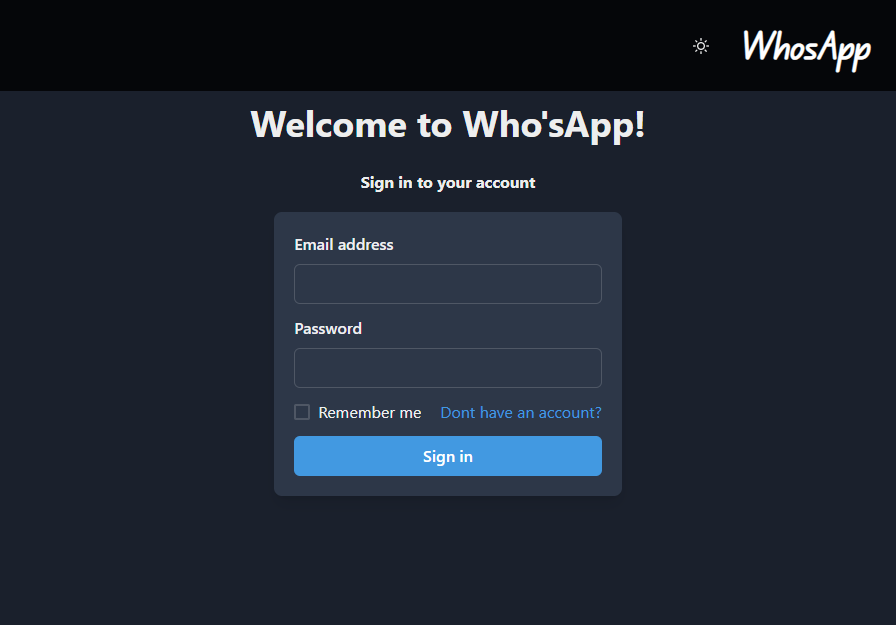 WhosApp
Welcome to Who'sApp!
Sign in to your account
Email address
Password
Remember me Dont have an account?
Sign in